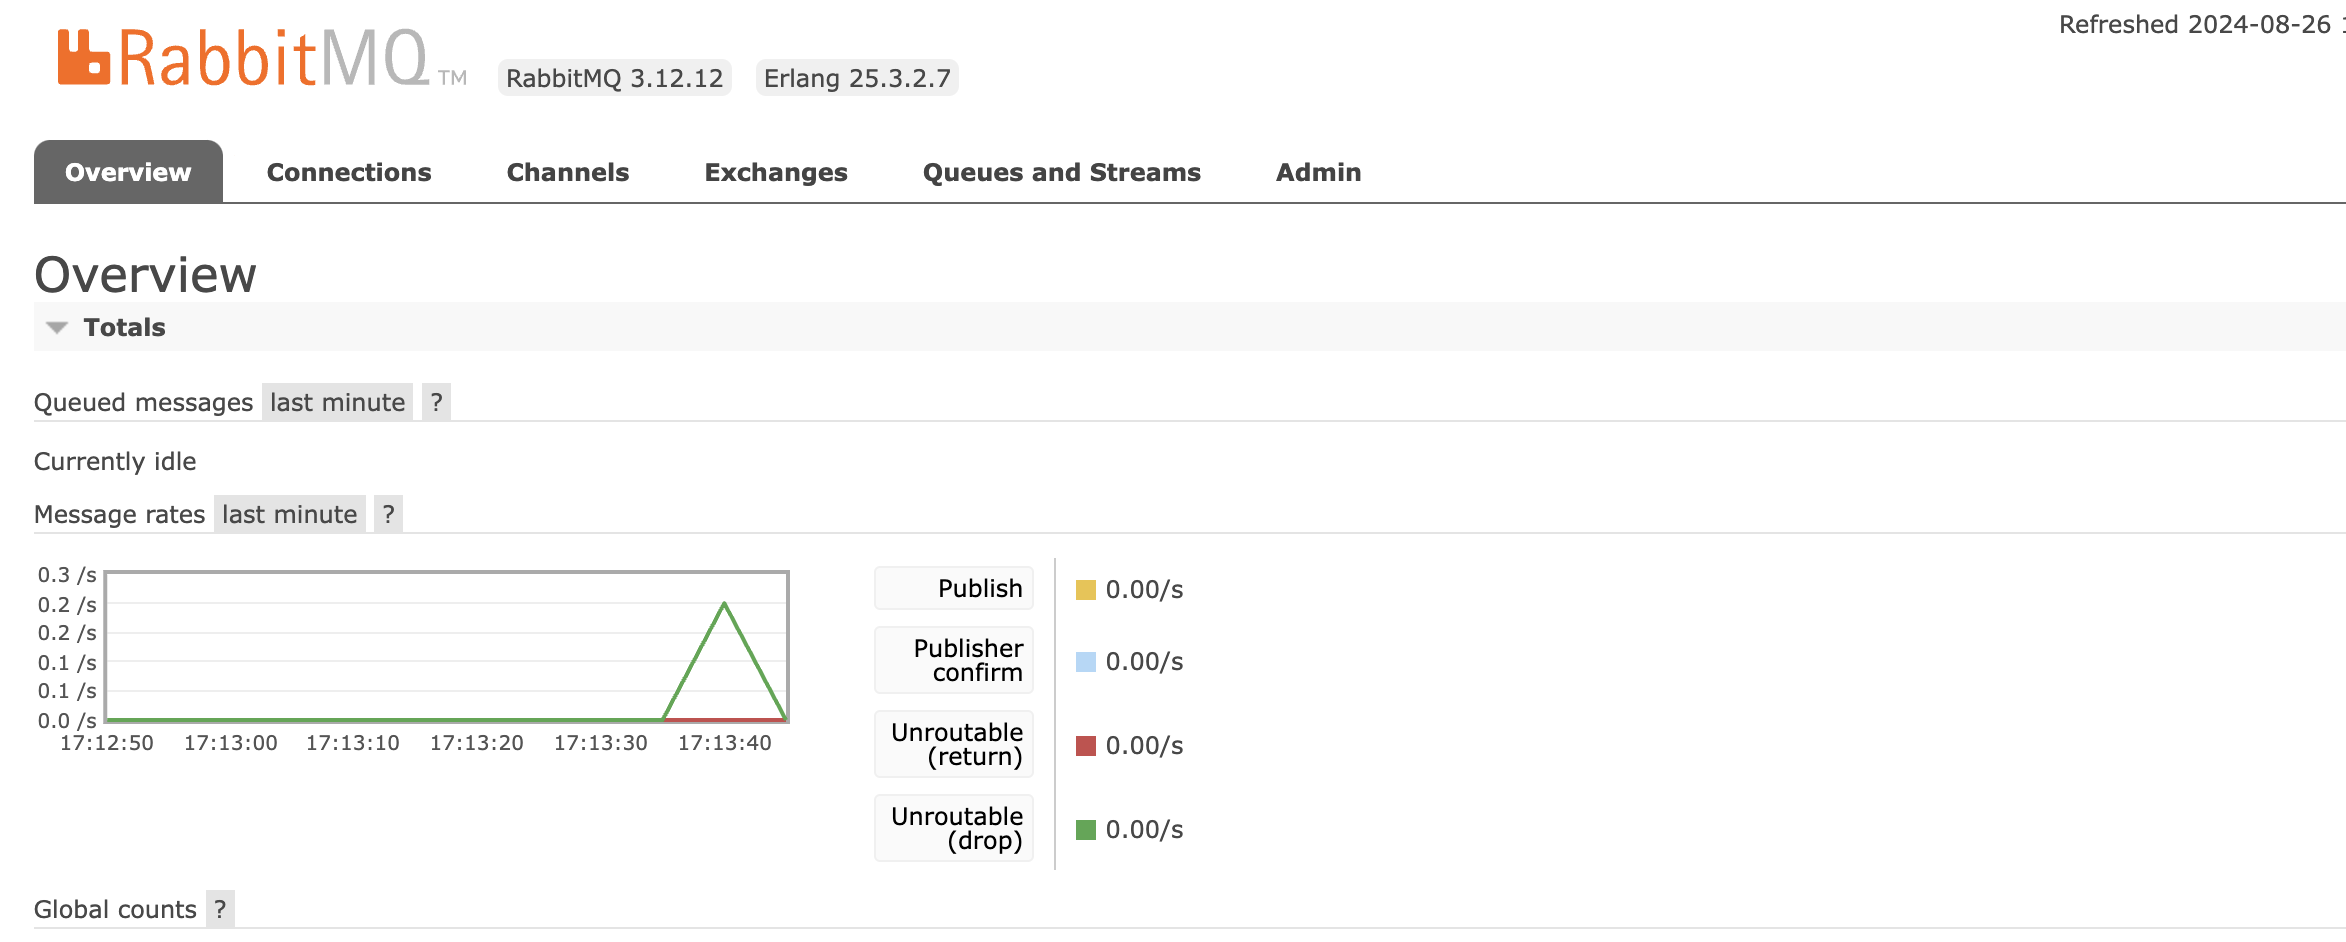 Refreshed 2024-08-26
RabbitMQ TM
RabbitMQ 3.12.12
Erlang 25.3.2.7
Overview
Connections
Channels
Exchanges
Queues and Streams
Admin
Overview
Totals
Queued messages last minute ?
Currently idle
Message rates last minute ?
0.3 /s
0.2 /s
0.2 /s
0.1 /s
0.1 /s
0.0 /s
17:12:50 17:13:00 17:13:10 17:13:20 17:13:30 17:13:40
Publish
0.00/s
Publisher
confirm
0.00/s
Unroutable
(return)
0.00/s
Unroutable
(drop)
0.00/s
Global counts ?